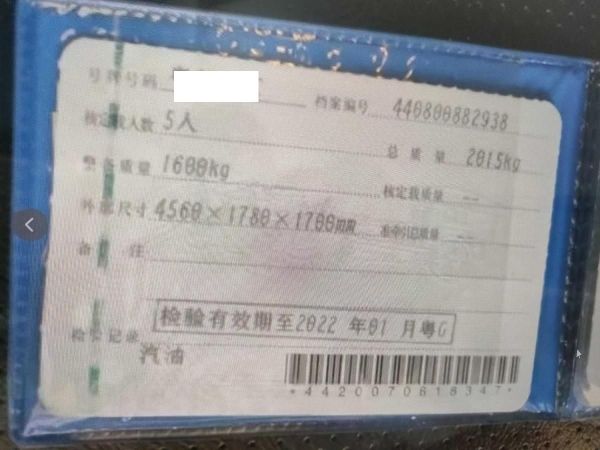 号牌号码 档案编号 440800882938
核定载人数 5人 总质量 2015kg
整备质量 1600kg 核定载质量 --
外廓尺寸 4560×1780×1700mm 准牵引总质量 --
备注
检验有效期至2022年01月粤G
检验记录
汽油
*4420070618347*